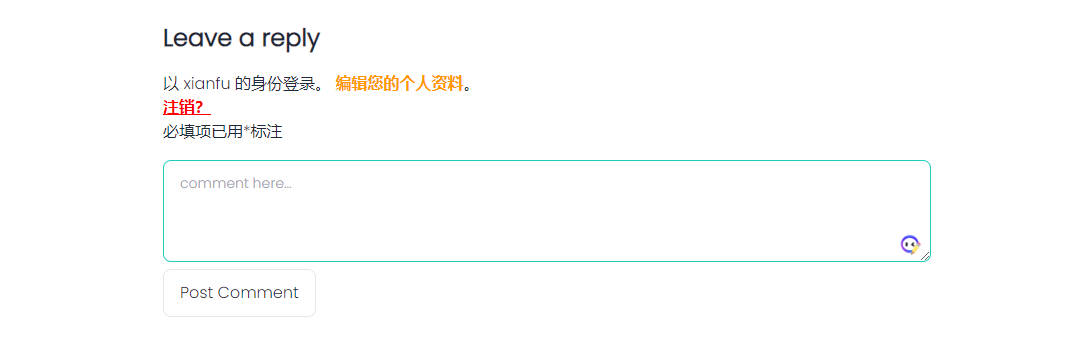 Leave a reply
以 xianfu 的身份登录。 编辑您的个人资料。
注销？
必填项已用*标注
comment here...
Post Comment